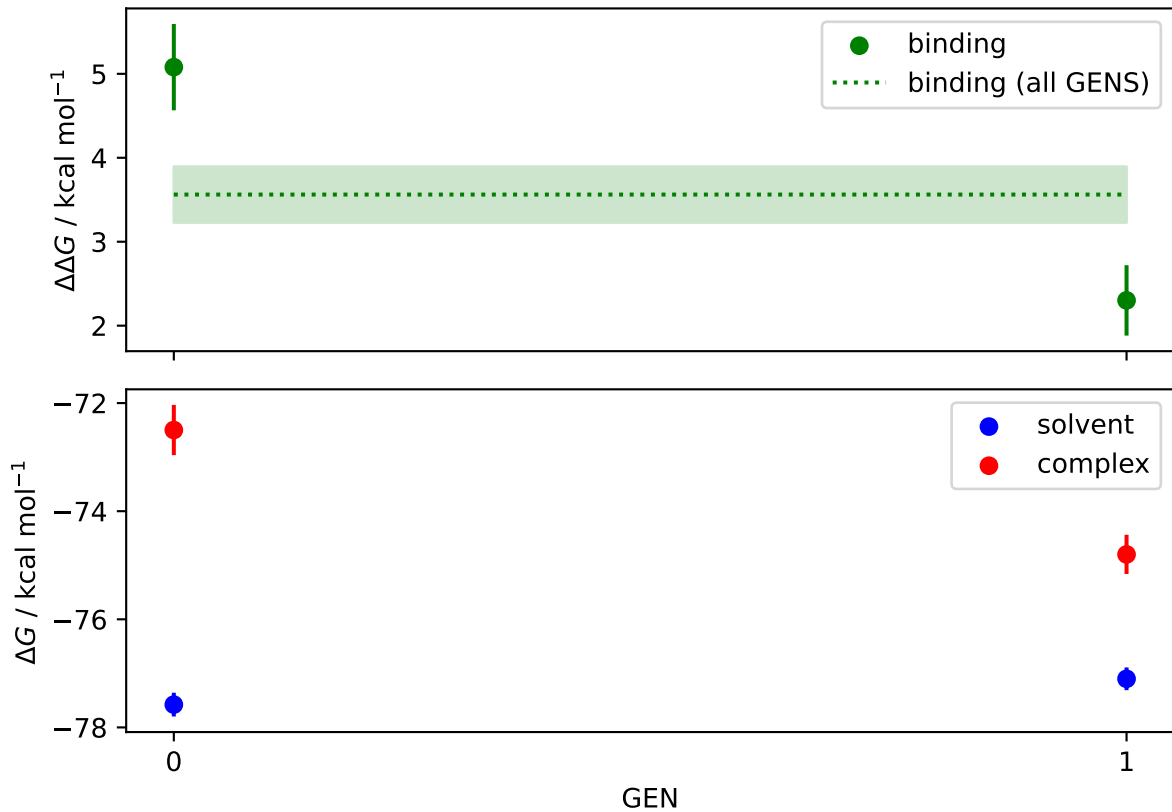 5
4
3
2
ΔΔG / kcal mol⁻¹
binding
binding (all GENS)
−72
−74
−76
−78
ΔG / kcal mol⁻¹
solvent
complex
0
1
GEN